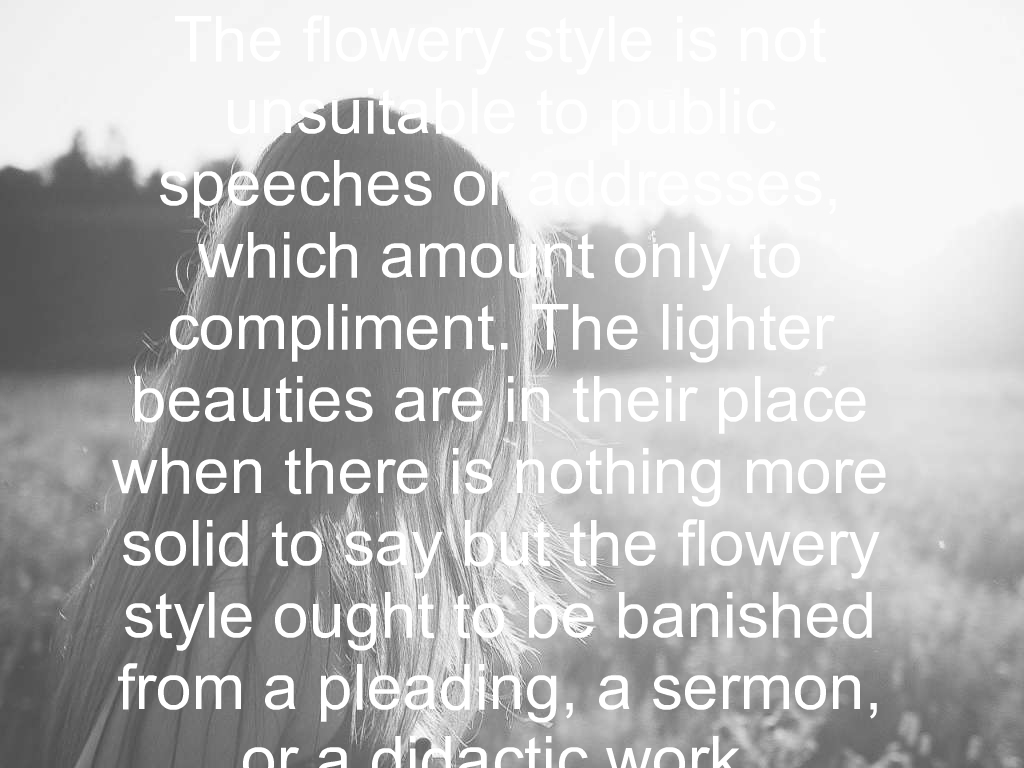 The flowery style is not
unsuitable to public
speeches or addresses,
which amount only to
compliment. The lighter
beauties are in their place
when there is nothing more
solid to say but the flowery
style ought to be banished
from a pleading, a sermon,
or a didactic work